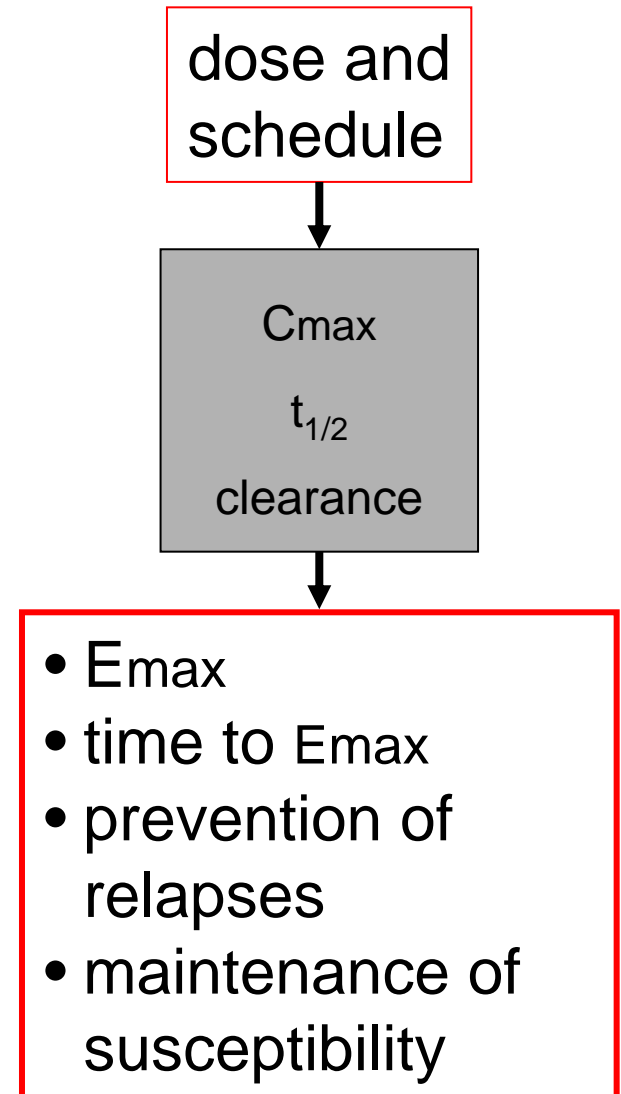 dose and
schedule
Cmax
t1/2
clearance
• Emax
• time to Emax
• prevention of
relapses
• maintenance of
susceptibility